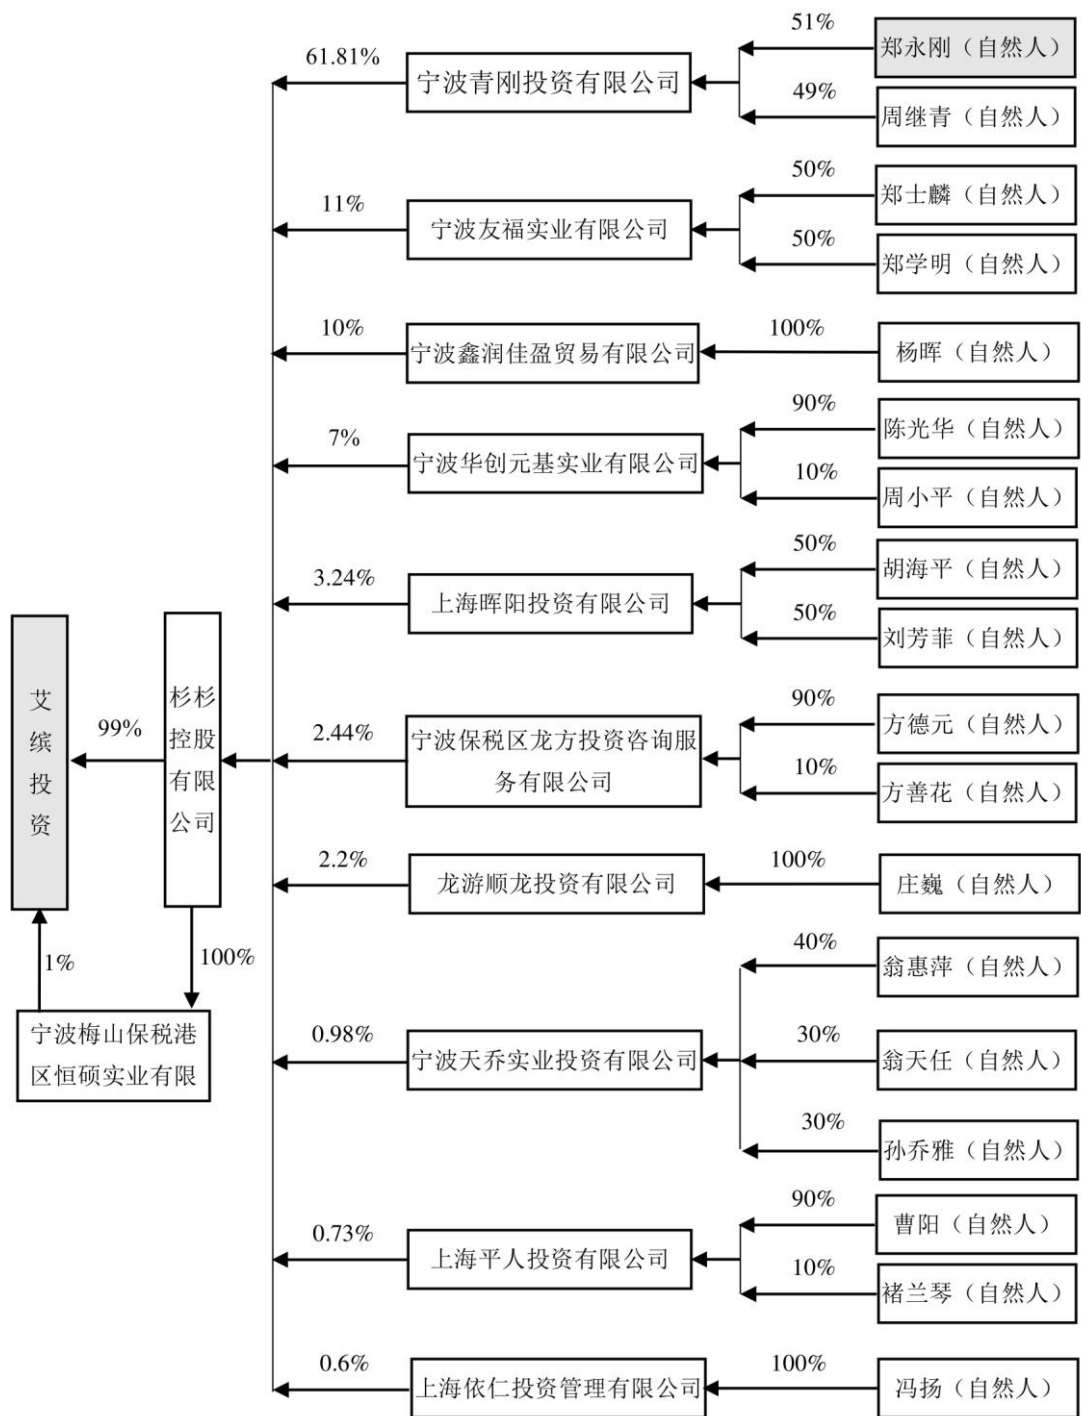 51%
61.81%
郑永刚（自然人）
宁波青刚投资有限公司
49%
周继青（自然人）
50%
11%
郑士麟（自然人）
宁波友福实业有限公司
50%
郑学明（自然人）
10%
100%
宁波鑫润佳盈贸易有限公司
杨晖（自然人）
90%
7%
陈光华（自然人）
宁波华创元基实业有限公司
10%
周小平（自然人）
50%
3.24%
胡海平（自然人）
上海晖阳投资有限公司
50%
刘芳菲（自然人）
艾
缤
投
资
99%
杉杉
控股
有限
公司
90%
2.44%
方德元（自然人）
宁波保税区龙方投资咨询服
务有限公司
10%
方善花（自然人）
2.2%
100%
龙游顺龙投资有限公司
庄巍（自然人）
1%
100%
宁波梅山保税港
区恒硕实业有限
40%
翁惠萍（自然人）
0.98%
30%
宁波天乔实业投资有限公司
翁天任（自然人）
30%
孙乔雅（自然人）
90%
0.73%
曹阳（自然人）
上海平人投资有限公司
10%
褚兰琴（自然人）
0.6%
100%
上海依仁投资管理有限公司
冯扬（自然人）